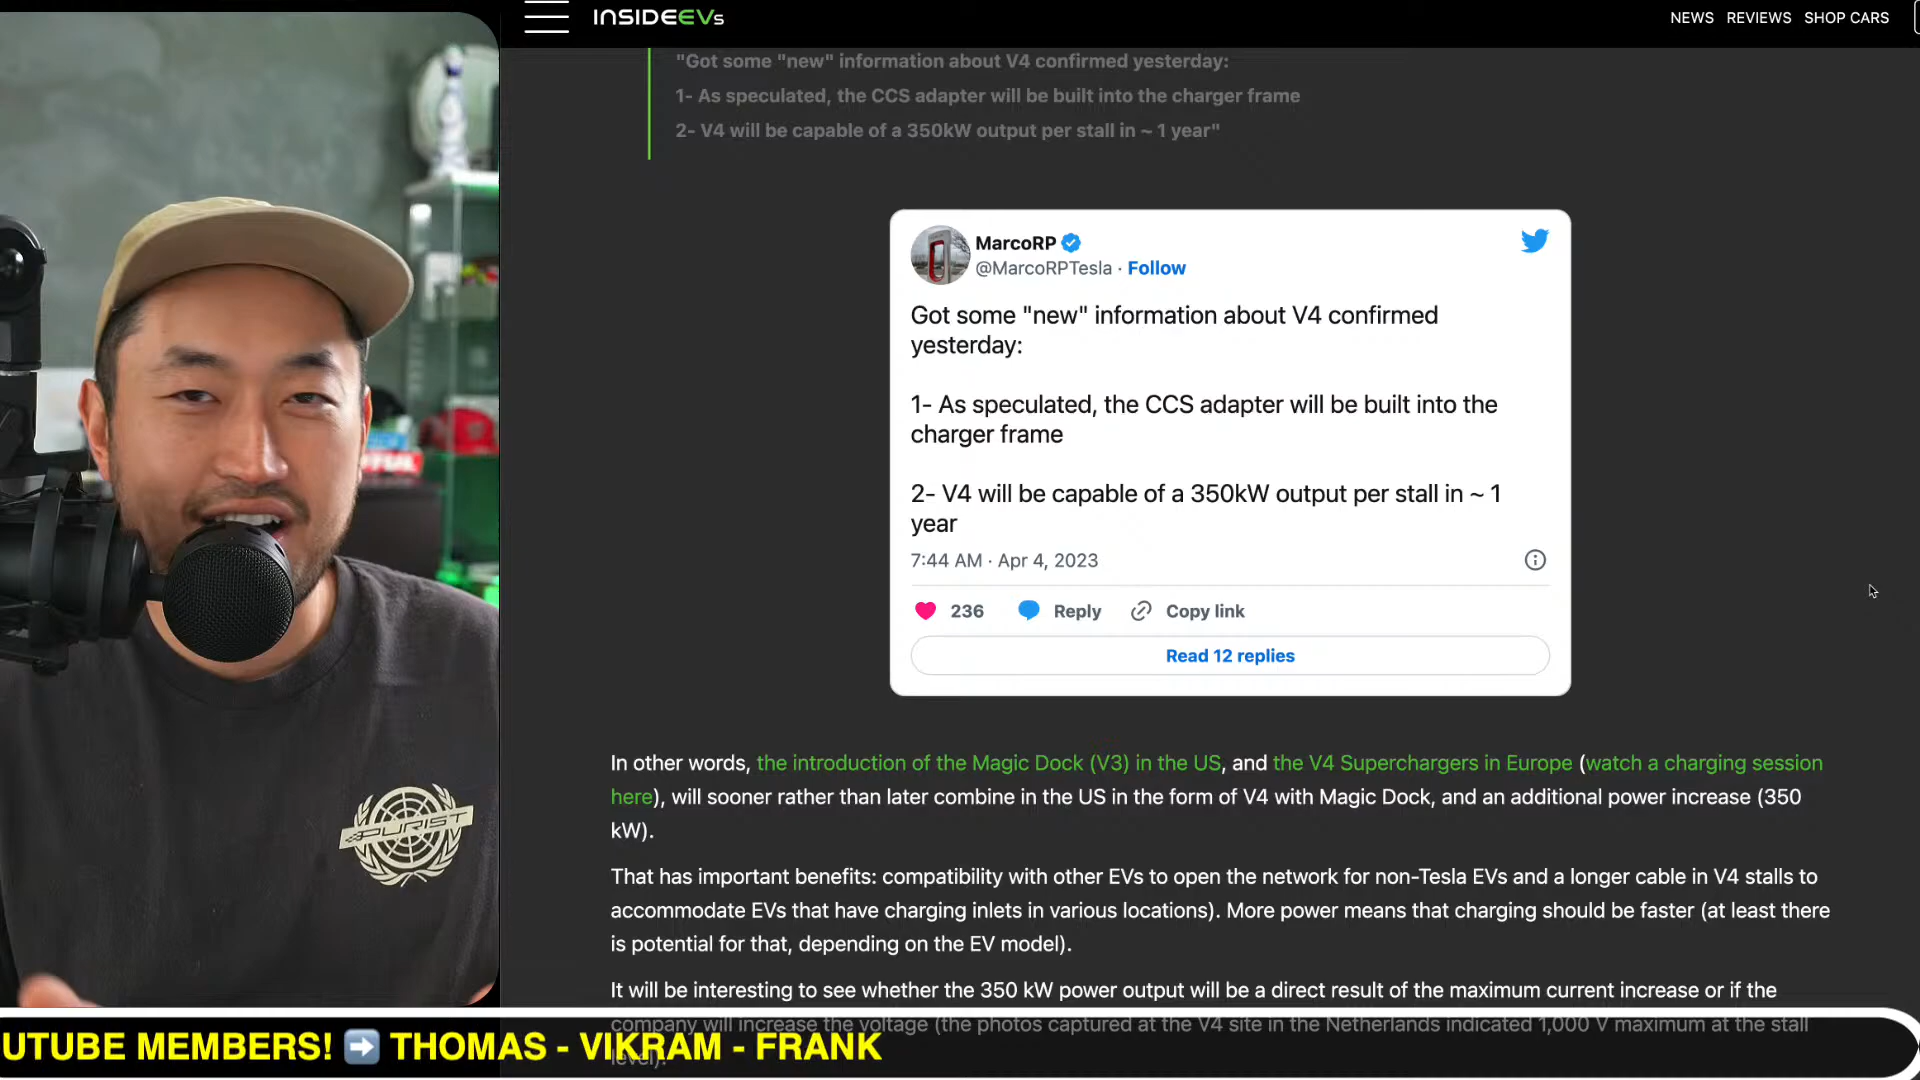 INSIDEEVs
NEWS REVIEWS SHOP CARS
"Got some "new" information about V4 confirmed yesterday:
1- As speculated, the CCS adapter will be built into the charger frame
2- V4 will be capable of a 350kW output per stall in ~ 1 year"
MarcoRP
@MarcoRPTesla · Follow
Got some "new" information about V4 confirmed
yesterday:
1- As speculated, the CCS adapter will be built into the
charger frame
2- V4 will be capable of a 350kW output per stall in ~ 1
year
7:44 AM · Apr 4, 2023
236 Reply Copy link
Read 12 replies
In other words, the introduction of the Magic Dock (V3) in the US, and the V4 Superchargers in Europe (watch a charging session
here), will sooner rather than later combine in the US in the form of V4 with Magic Dock, and an additional power increase (350
kW).
That has important benefits: compatibility with other EVs to open the network for non-Tesla EVs and a longer cable in V4 stalls to
accommodate EVs that have charging inlets in various locations). More power means that charging should be faster (at least there
is potential for that, depending on the EV model).
It will be interesting to see whether the 350 kW power output will be a direct result of the maximum current increase or if the
company will increase the voltage (the photos captured at the V4 site in the Netherlands indicated 1,000 V maximum at the stall
level).
PURIST
UTUBE MEMBERS! ➡️ THOMAS - VIKRAM - FRANK